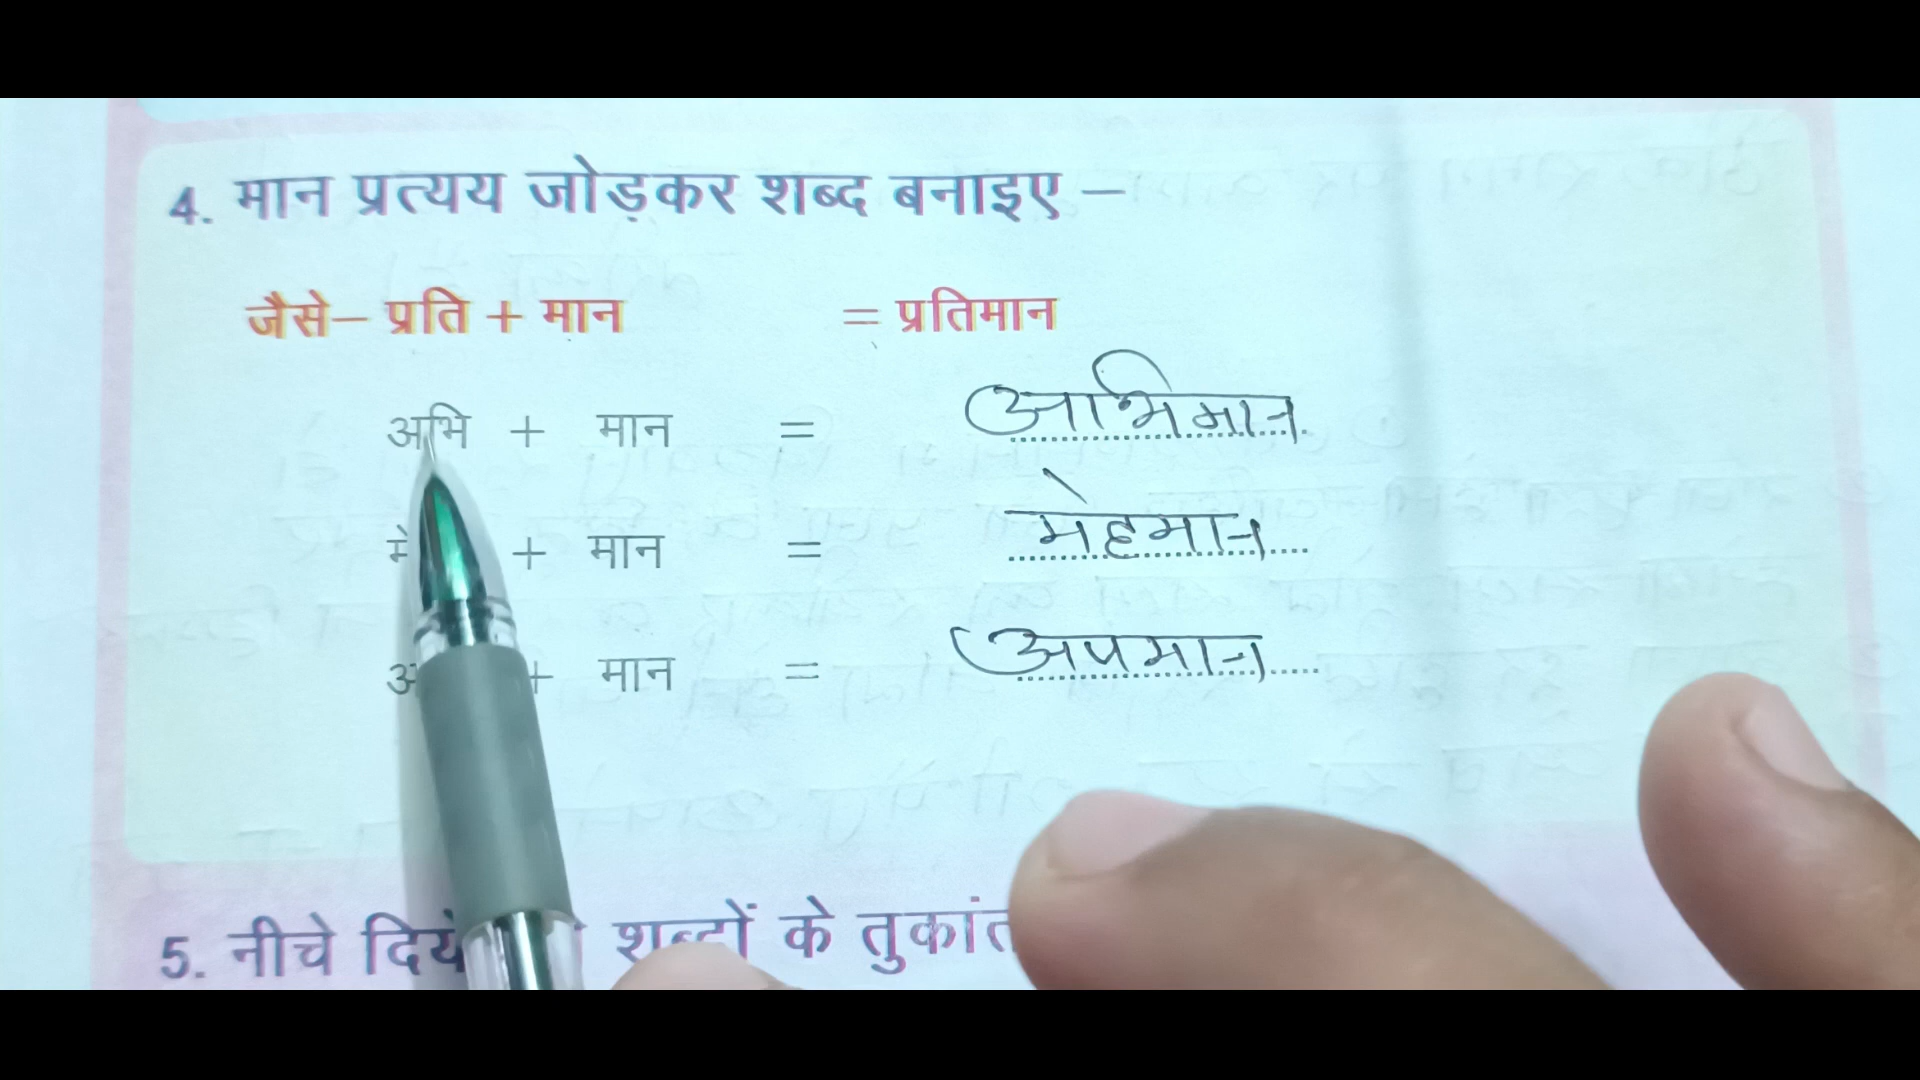 4. मान प्रत्यय जोड़कर शब्द बनाइए –
जैसे– प्रति + मान = प्रतिमान
अभि + मान = अभिमान
+ मान = मेहमान
+ मान = अपमान
5. नीचे दिये शब्दों के तुकांत